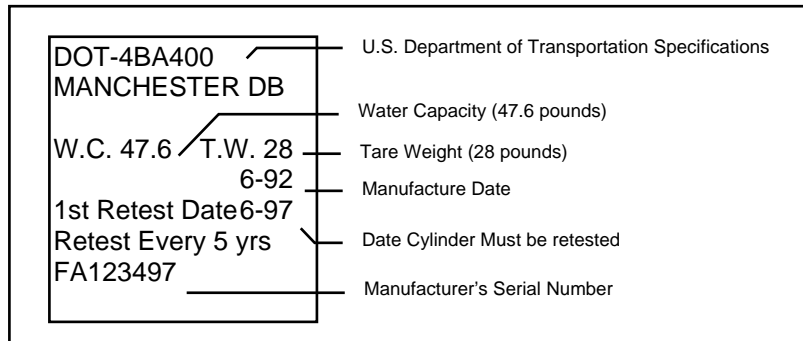 DOT-4BA400
MANCHESTER DB
W.C. 47.6 T.W. 28
6-92
1st Retest Date 6-97
Retest Every 5 yrs
FA123497
U.S. Department of Transportation Specifications
Water Capacity (47.6 pounds)
Tare Weight (28 pounds)
Manufacture Date
Date Cylinder Must be retested
Manufacturer's Serial Number